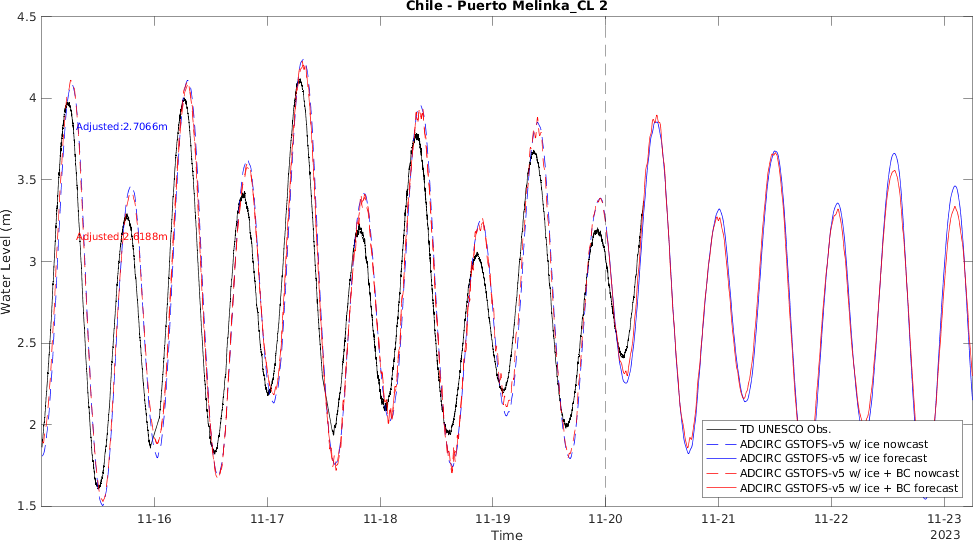 Chile - Puerto Melinka_CL 2
4.5
4
3.5
3
2.5
2
1.5
Water Level (m)
Adjusted:2.7066m
Adjusted:2.6188m
TD UNESCO Obs.
ADCIRC GSTOFS-v5 w/ ice nowcast
ADCIRC GSTOFS-v5 w/ ice forecast
ADCIRC GSTOFS-v5 w/ ice + BC nowcast
ADCIRC GSTOFS-v5 w/ ice + BC forecast
11-16
11-17
11-18
11-19
11-20
11-21
11-22
11-23
Time
2023